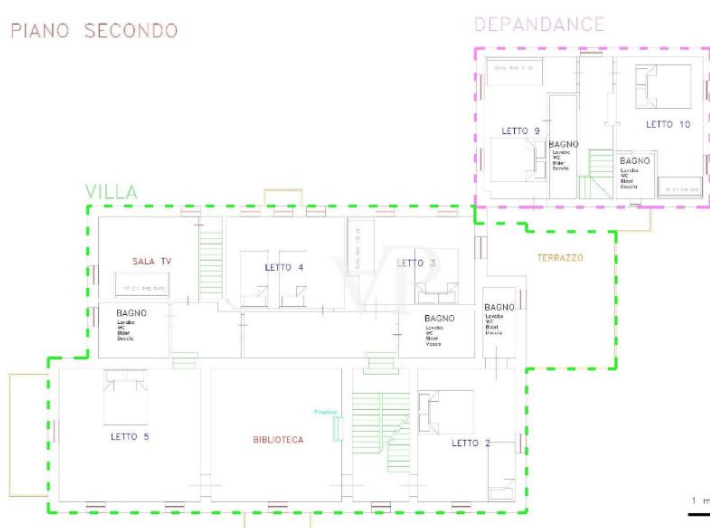 PIANO SECONDO
DEPANDANCE
LETTO 9
LETTO 10
BAGNO
Lavabo
WC
Bidet
Doccia
BAGNO
Lavabo
WC
Bidet
Doccia
VILLA
SALA TV
LETTO 4
LETTO 3
TERRAZZO
VP
BAGNO
Lavabo
WC
Bidet
Doccia
BAGNO
Lavabo
WC
Bidet
Vasca
BAGNO
Lavabo
WC
Bidet
Doccia
LETTO 5
BIBLIOTECA
LETTO 2
1 m